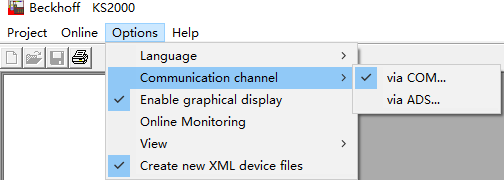 Beckhoff KS2000
Project Online Options Help
Language
Communication channel
via COM...
Enable graphical display
via ADS...
Online Monitoring
View
Create new XML device files